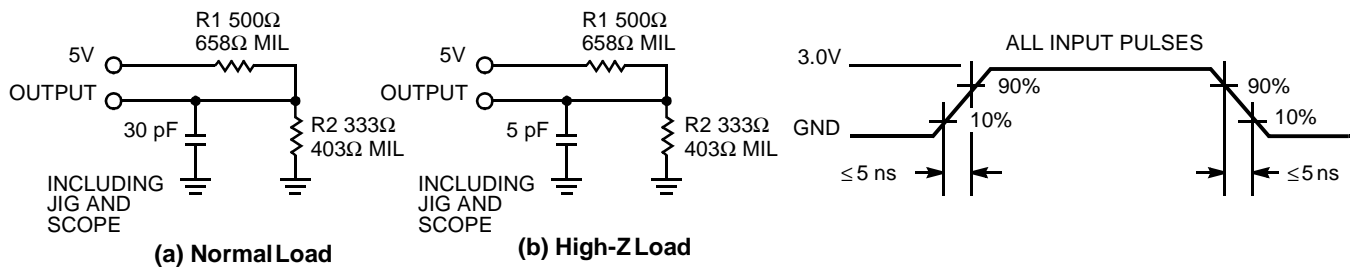 R1 500Ω
658Ω MIL
5V
OUTPUT
30 pF
R2 333Ω
403Ω MIL
INCLUDING
JIG AND
SCOPE
(a) Normal Load
R1 500Ω
658Ω MIL
5V
OUTPUT
5 pF
R2 333Ω
403Ω MIL
INCLUDING
JIG AND
SCOPE
(b) High-Z Load
ALL INPUT PULSES
3.0V
90%
90%
10%
10%
GND
≤ 5 ns
≤ 5 ns